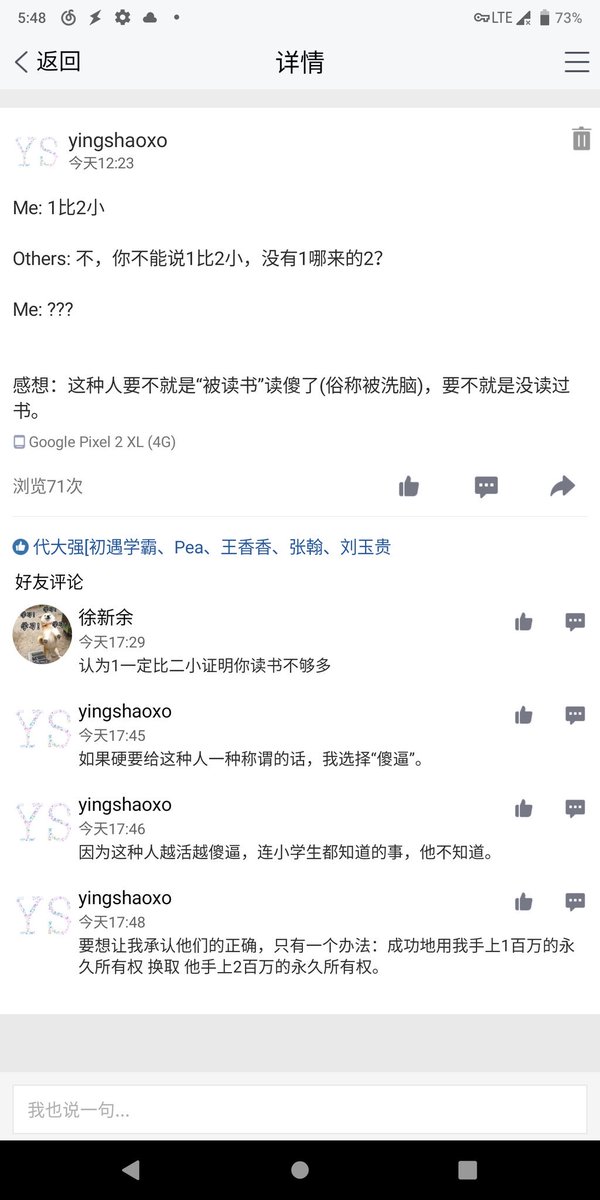 5:48
LTE
73%
返回
详情
YS
yingshaoxo
今天12:23
Me: 1比2小
Others: 不，你不能说1比2小，没有1哪来的2？
Me: ???
感想：这种人要不就是“被读书”读傻了(俗称被洗脑)，要不就是没读过
书。
Google Pixel 2 XL (4G)
浏览71次
代大强[初遇学霸、Pea、王香香、张翰、刘玉贵
好友评论
徐新余
今天17:29
认为1一定比二小证明你读书不够多
YS
yingshaoxo
今天17:45
如果硬要给这种人一种称谓的话，我选择“傻逼”。
YS
yingshaoxo
今天17:46
因为这种人越活越傻逼，连小学生都知道的事，他不知道。
YS
yingshaoxo
今天17:48
要想让我承认他们的正确，只有一个办法：成功地用我手上1百万的永
久所有权 换取 他手上2百万的永久所有权。
我也说一句...